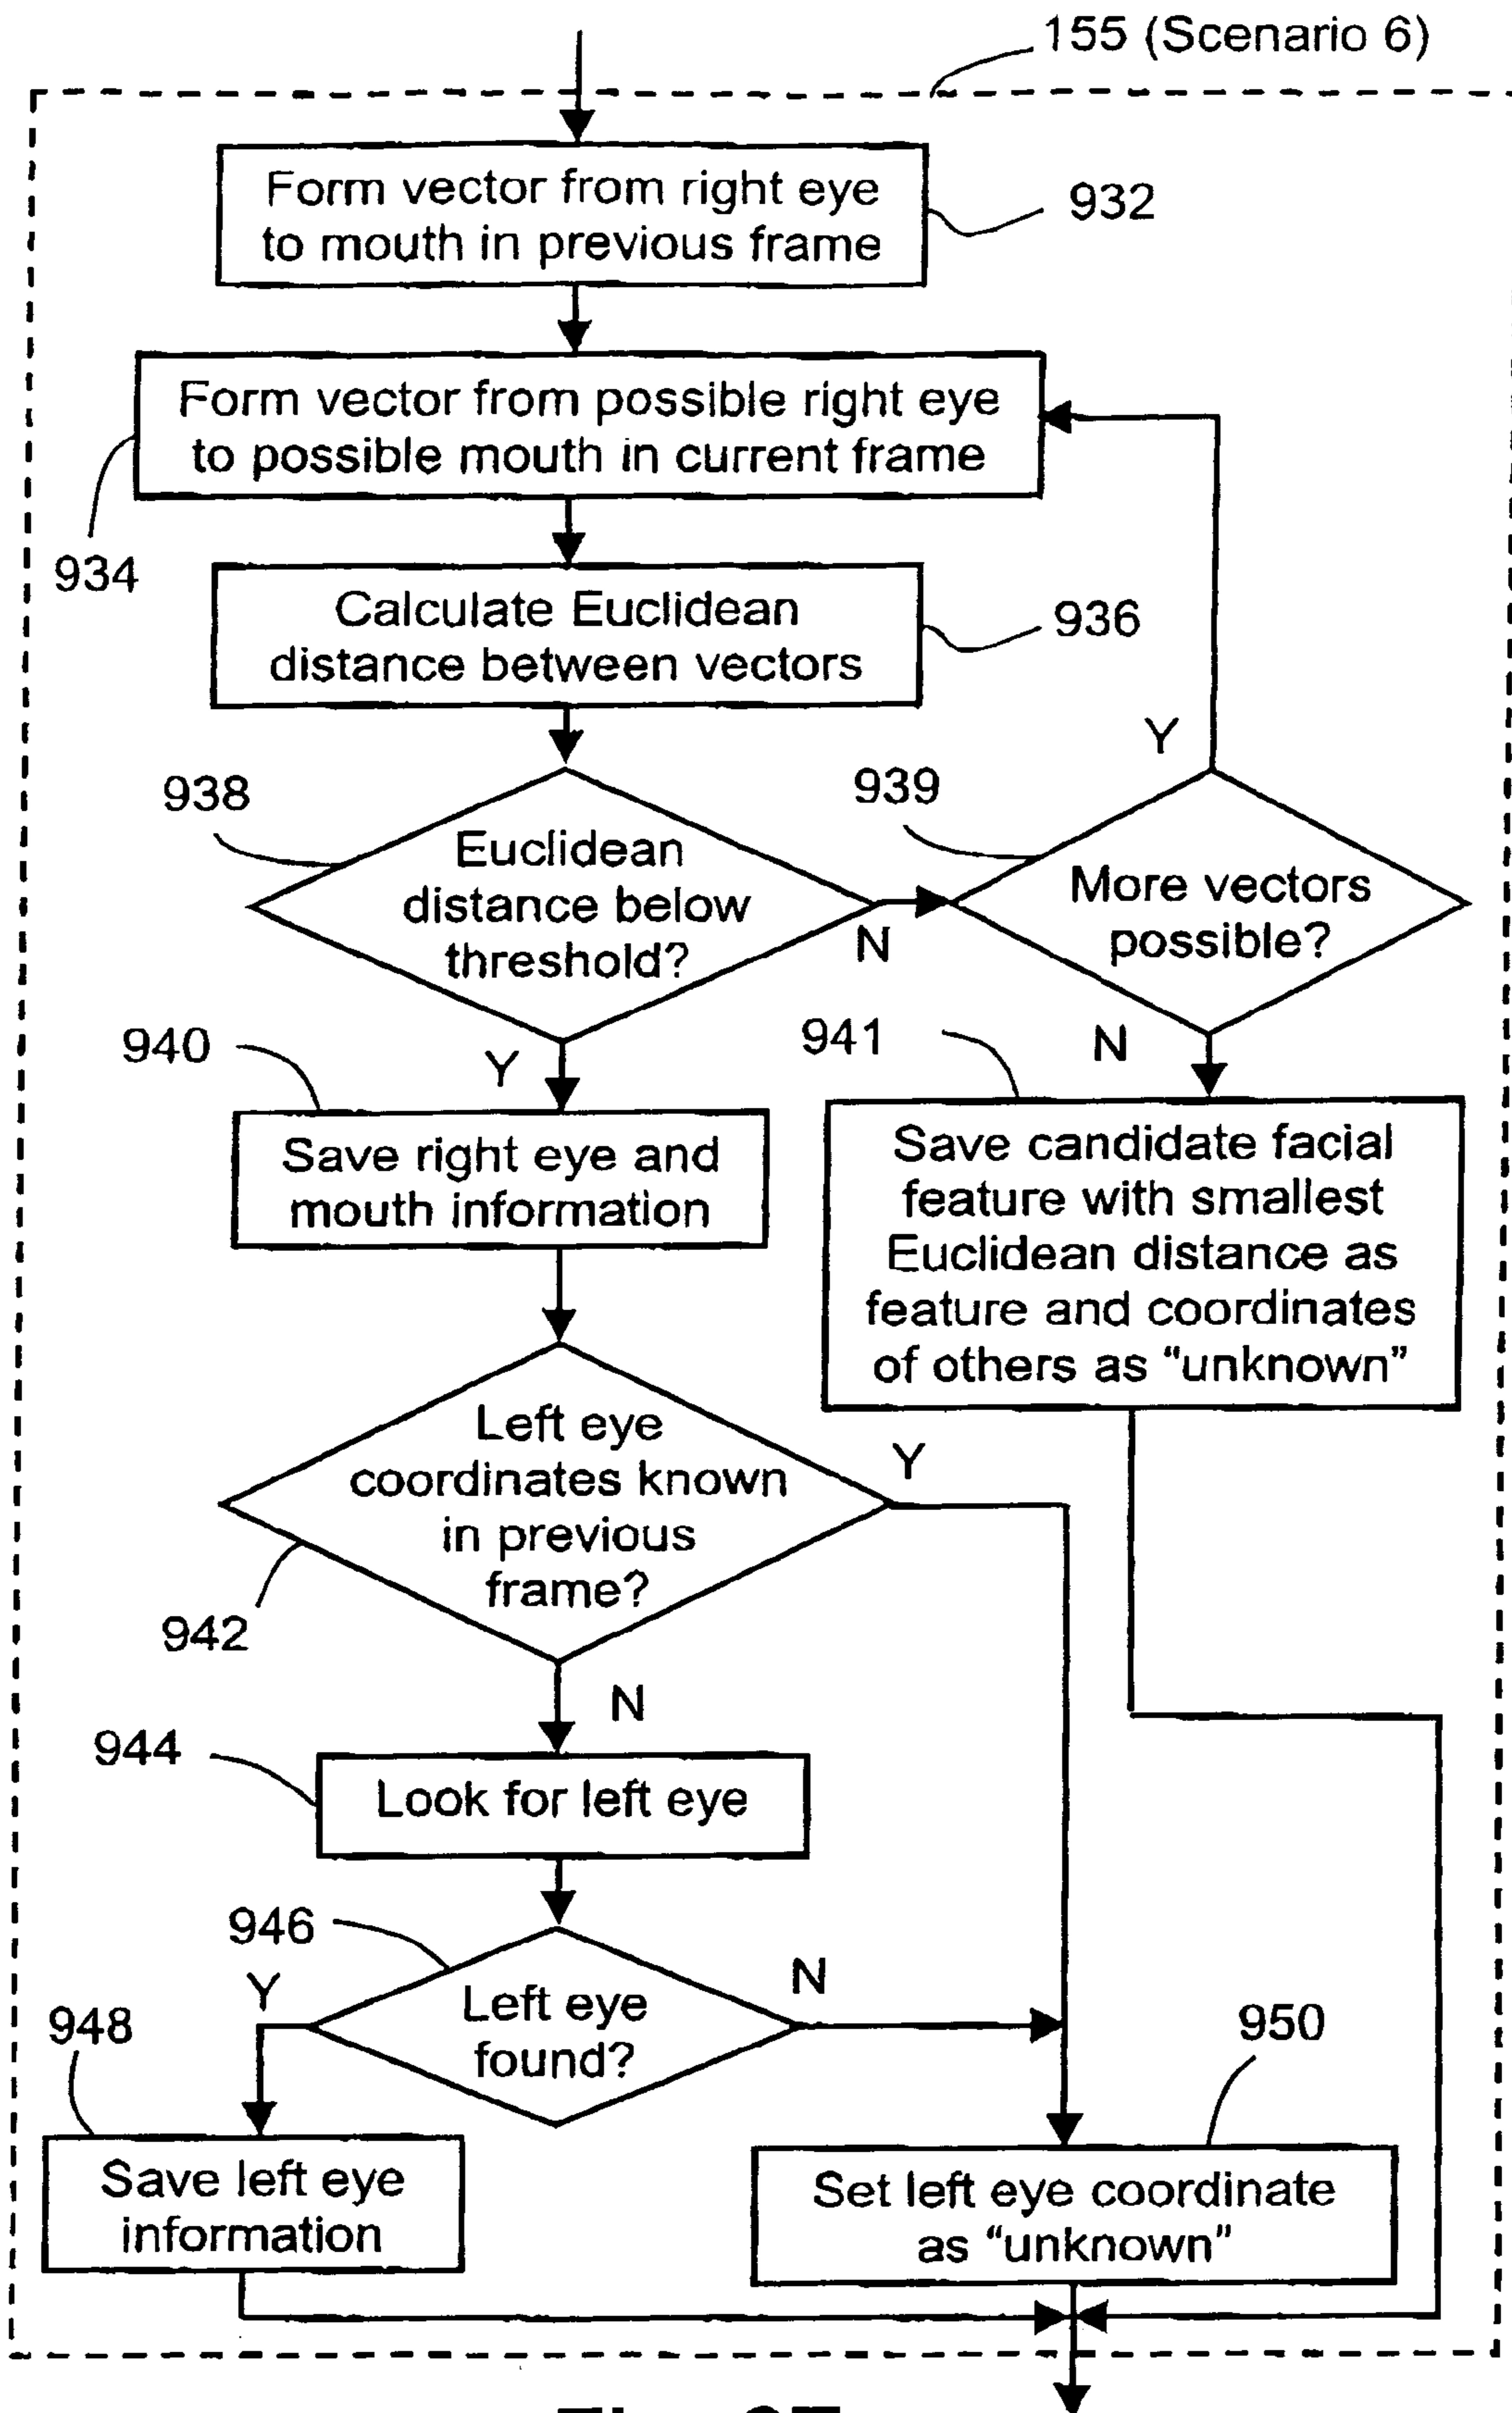 155 (Scenario 6)
Form vector from right eye
to mouth in previous frame
932
Form vector from possible right eye
to possible mouth in current frame
934
Calculate Euclidean
distance between vectors
936
938
Euclidean
distance below
threshold?
N
Y
939
More vectors
possible?
Y
N
940
Save right eye and
mouth information
941
Save candidate facial
feature with smallest
Euclidean distance as
feature and coordinates
of others as “unknown”
Left eye
coordinates known
in previous
frame?
Y
942
N
944
Look for left eye
946
Left eye
found?
Y
N
948
Save left eye
information
950
Set left eye coordinate
as “unknown”